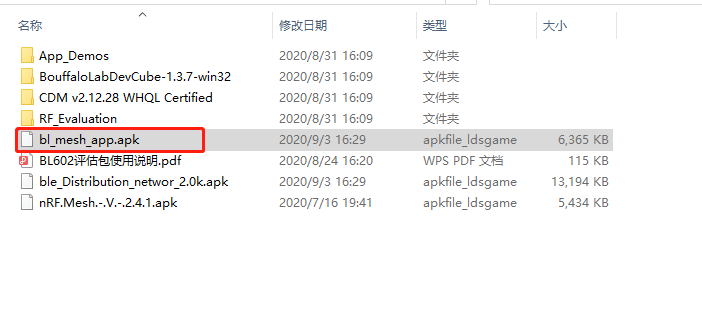 名称 修改日期 类型 大小
App_Demos 2020/8/31 16:09 文件夹
BouffaloLabDevCube-1.3.7-win32 2020/8/31 16:09 文件夹
CDM v2.12.28 WHQL Certified 2020/8/31 16:09 文件夹
RF_Evaluation 2020/8/31 16:09 文件夹
bl_mesh_app.apk 2020/9/3 16:29 apkfile_ldsgame 6,365 KB
BL602评估包使用说明.pdf 2020/8/24 16:20 WPS PDF 文档 115 KB
ble_Distribution_networ_2.0k.apk 2020/9/3 16:29 apkfile_ldsgame 13,194 KB
nRF.Mesh.-.V.-.2.4.1.apk 2020/7/16 19:41 apkfile_ldsgame 5,434 KB